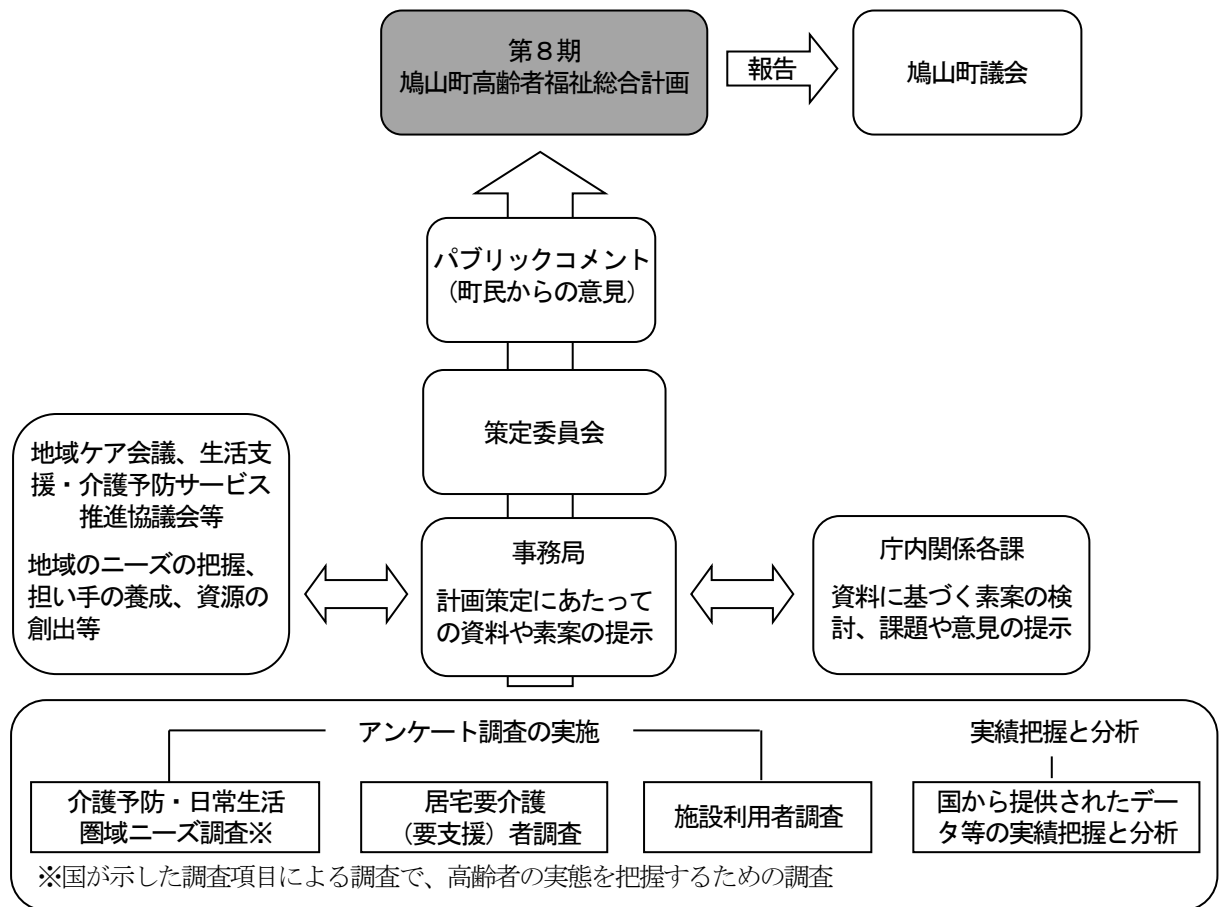 第８期
鳩山町高齢者福祉総合計画
報告
鳩山町議会
パブリックコメント
（町民からの意見）
策定委員会
地域ケア会議、生活支
援・介護予防サービス
推進協議会等
地域のニーズの把握、
担い手の養成、資源の
創出等
事務局
計画策定にあたって
の資料や素案の提示
庁内関係各課
資料に基づく素案の検
討、課題や意見の提示
アンケート調査の実施
実績把握と分析
介護予防・日常生活
圏域ニーズ調査※
居宅要介護
（要支援）者調査
施設利用者調査
国から提供されたデー
タ等の実績把握と分析
※国が示した調査項目による調査で、高齢者の実態を把握するための調査